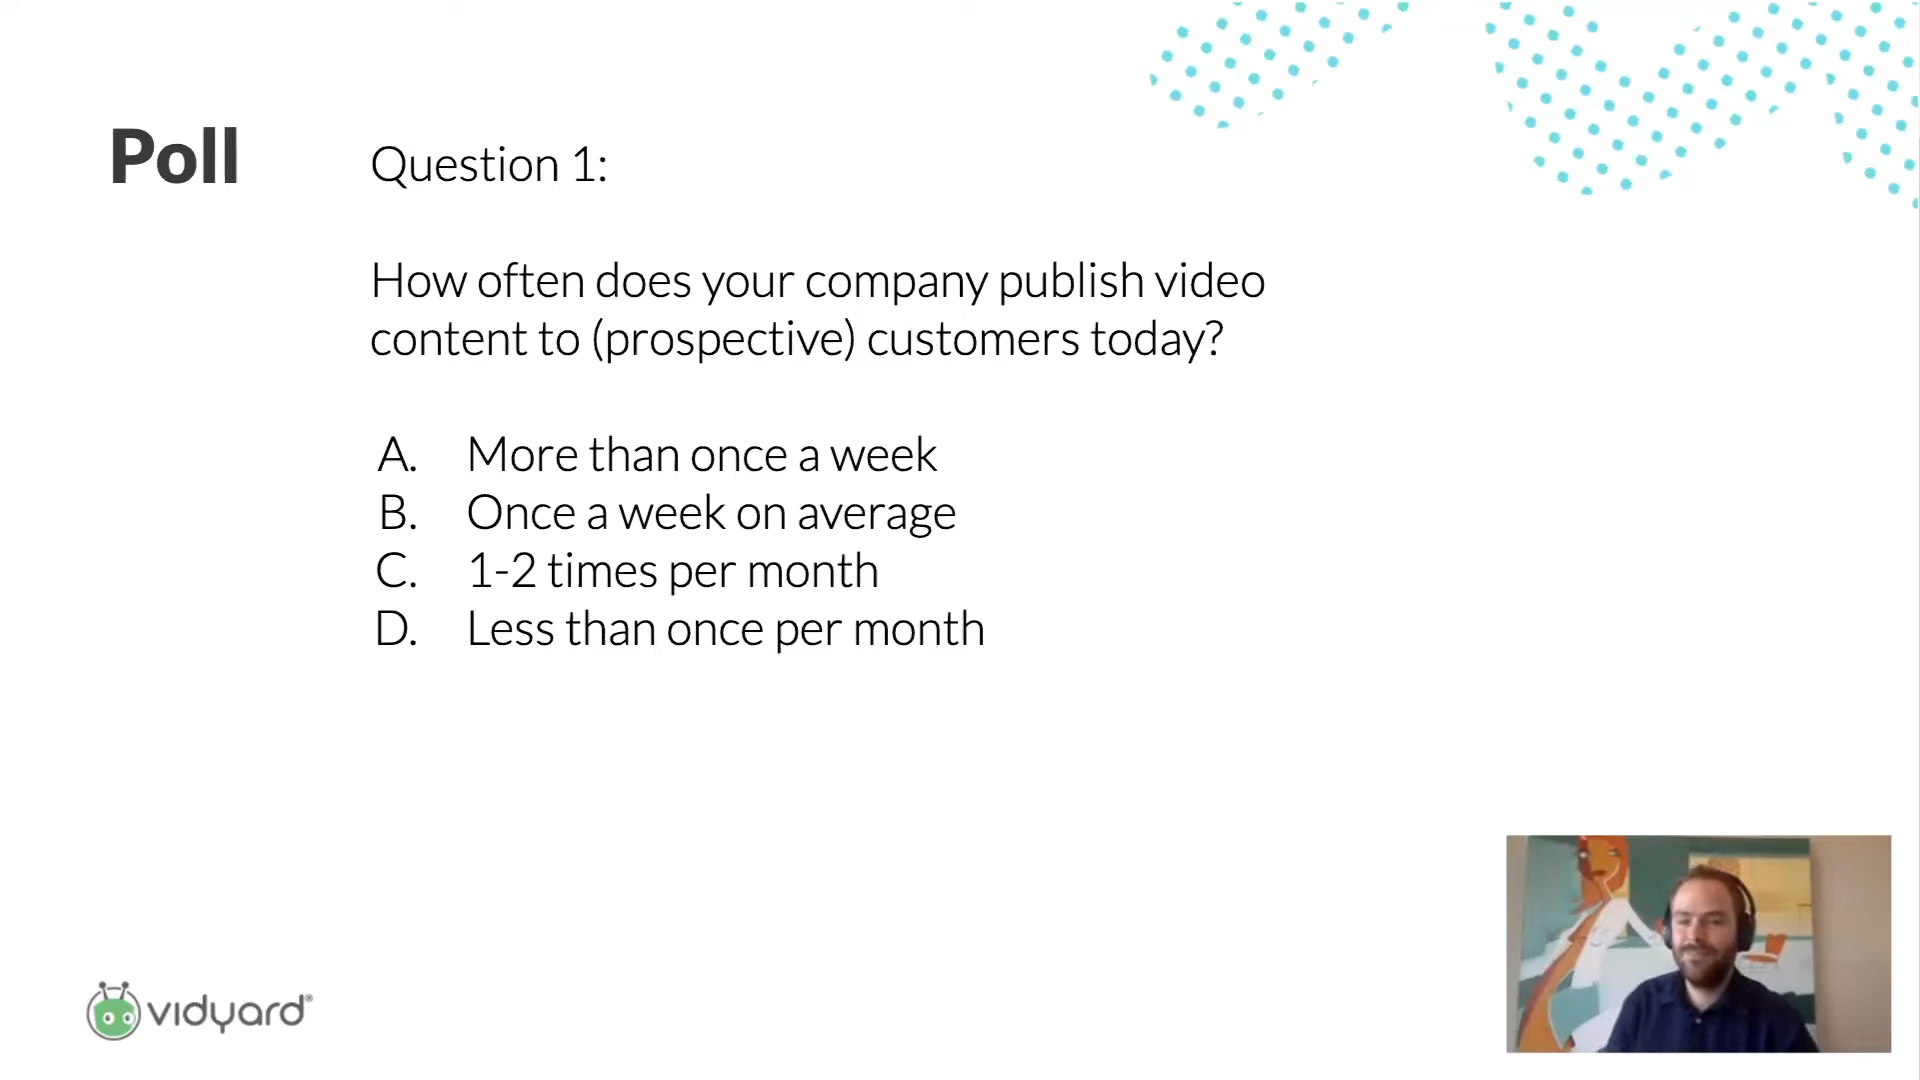 Poll
Question 1:
How often does your company publish video
content to (prospective) customers today?
A. More than once a week
B. Once a week on average
C. 1-2 times per month
D. Less than once per month
vidyard®